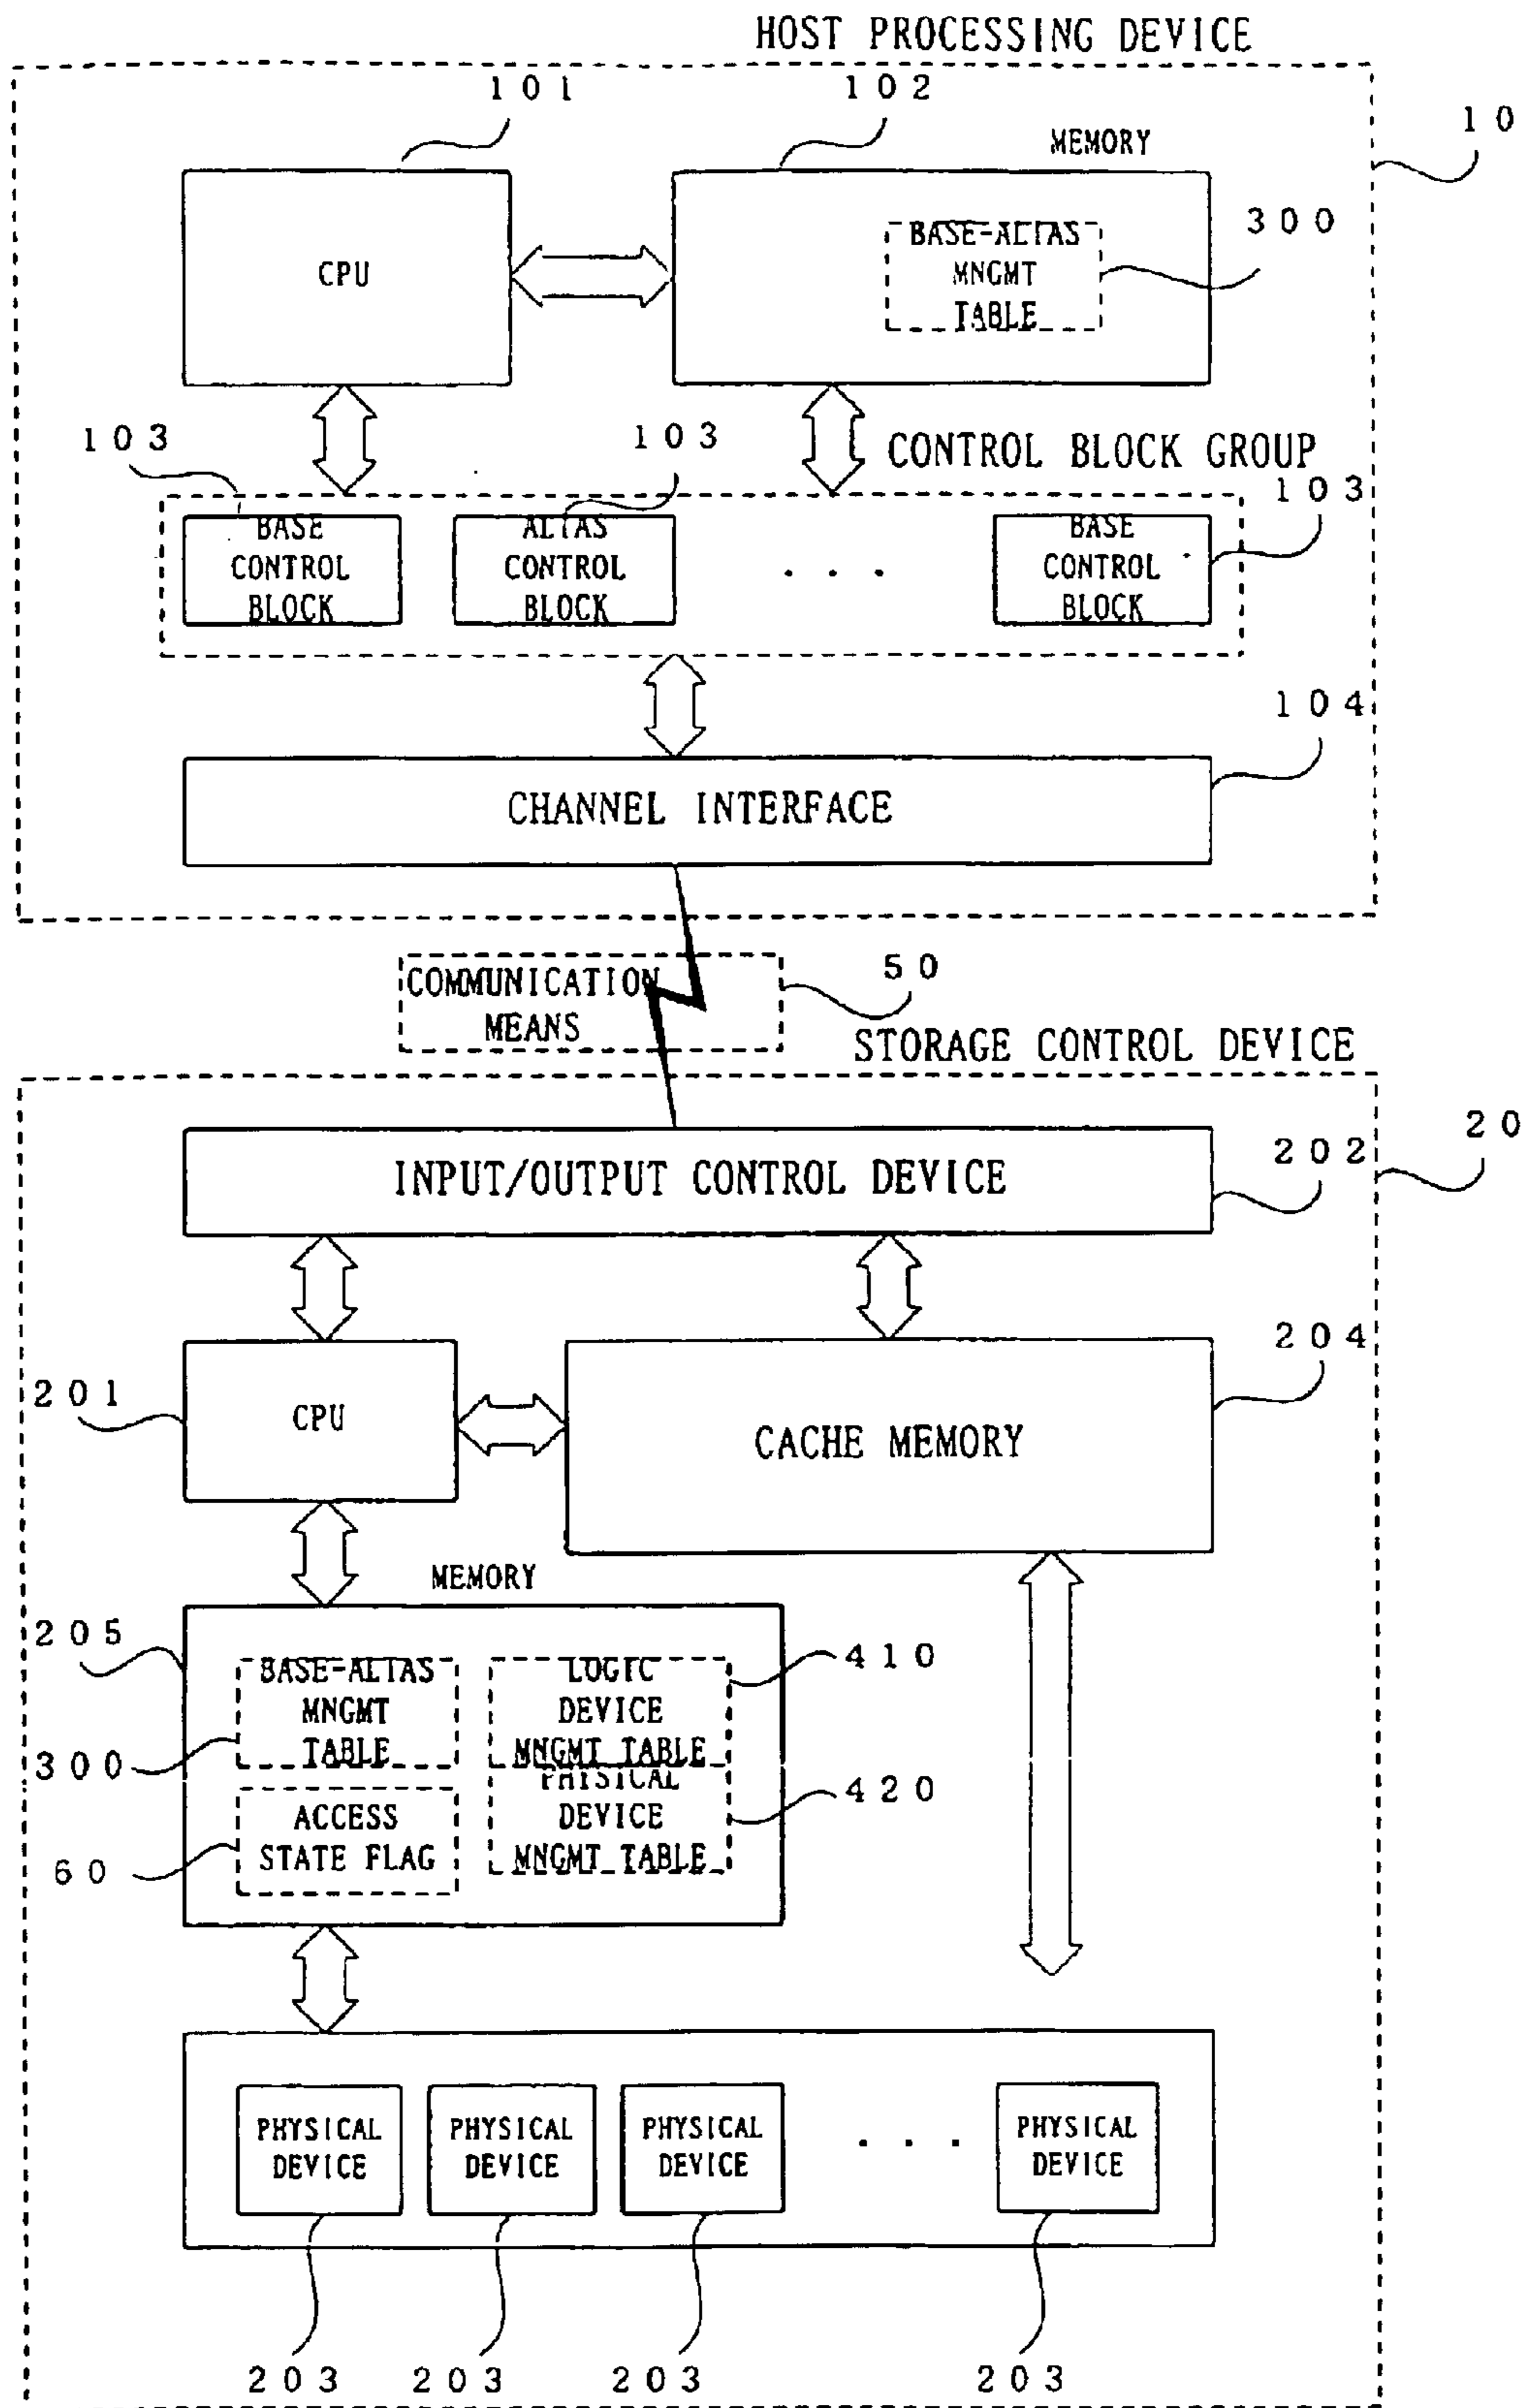 HOST PROCESSING DEVICE
101
102
MEMORY
10
CPU
BASE-ALIAS
MNGMT
TABLE
300
103
103
CONTROL BLOCK GROUP
103
BASE
CONTROL
BLOCK
ALIAS
CONTROL
BLOCK
. . .
BASE
CONTROL
BLOCK
104
CHANNEL INTERFACE
COMMUNICATION
MEANS
50
STORAGE CONTROL DEVICE
20
INPUT/OUTPUT CONTROL DEVICE
202
201
CPU
CACHE MEMORY
204
MEMORY
205
BASE-ALIAS
MNGMT
TABLE
300
LOGIC
DEVICE
MNGMT TABLE
410
ACCESS
STATE FLAG
60
PHYSICAL
DEVICE
MNGMT TABLE
420
PHYSICAL
DEVICE
PHYSICAL
DEVICE
PHYSICAL
DEVICE
. . .
PHYSICAL
DEVICE
203
203
203
203